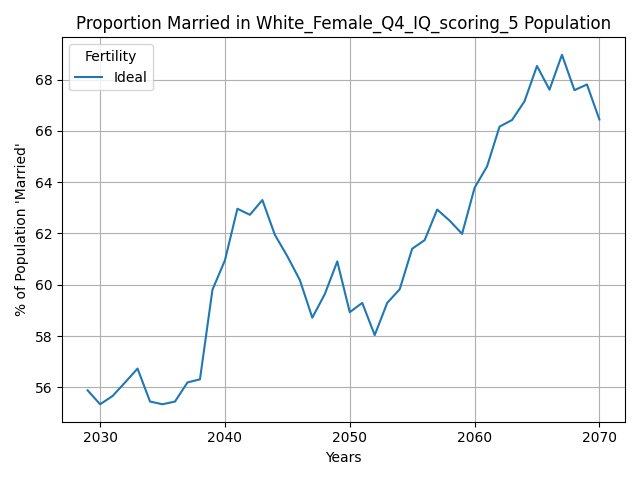 Proportion Married in White_Female_Q4_IQ_scoring_5 Population
Fertility
Ideal
% of Population 'Married'
68
66
64
62
60
58
56
2030 2040 2050 2060 2070
Years